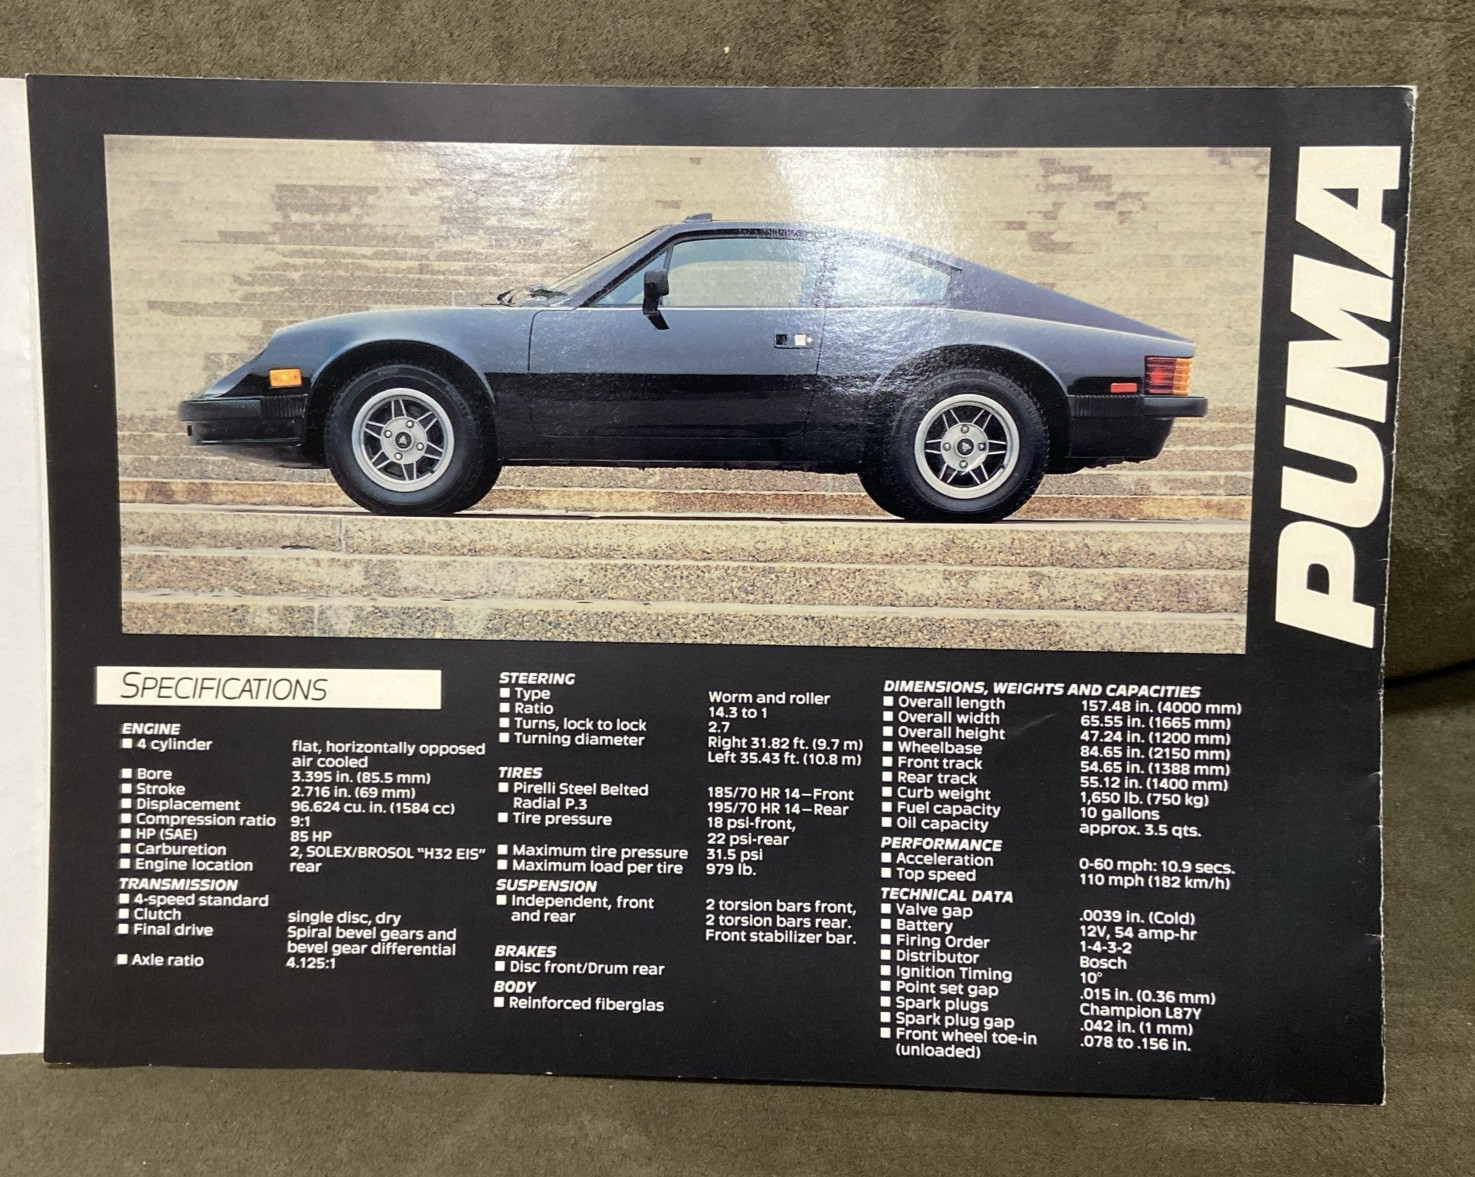 PUMA
SPECIFICATIONS
ENGINE
4 cylinder flat, horizontally opposed
air cooled
Bore 3.395 in. (85.5 mm)
Stroke 2.716 in. (69 mm)
Displacement 96.624 cu. in. (1584 cc)
Compression ratio 9:1
HP (SAE) 85 HP
Carburetion 2, SOLEX/BROSOL "H32 EIS"
Engine location rear
TRANSMISSION
4-speed standard
Clutch single disc, dry
Final drive Spiral bevel gears and
bevel gear differential
Axle ratio 4.125:1
STEERING
Type Worm and roller
Ratio 14.3 to 1
Turns, lock to lock 2.7
Turning diameter Right 31.82 ft. (9.7 m)
Left 35.43 ft. (10.8 m)
TIRES
Pirelli Steel Belted 185/70 HR 14—Front
Radial P.3 195/70 HR 14—Rear
Tire pressure 18 psi-front,
22 psi-rear
Maximum tire pressure 31.5 psi
Maximum load per tire 979 lb.
SUSPENSION
Independent, front 2 torsion bars front,
and rear 2 torsion bars rear.
Front stabilizer bar.
BRAKES
Disc front/Drum rear
BODY
Reinforced fiberglas
DIMENSIONS, WEIGHTS AND CAPACITIES
Overall length 157.48 in. (4000 mm)
Overall width 65.55 in. (1665 mm)
Overall height 47.24 in. (1200 mm)
Wheelbase 84.65 in. (2150 mm)
Front track 54.65 in. (1388 mm)
Rear track 55.12 in. (1400 mm)
Curb weight 1,650 lb. (750 kg)
Fuel capacity 10 gallons
Oil capacity approx. 3.5 qts.
PERFORMANCE
Acceleration 0-60 mph: 10.9 secs.
Top speed 110 mph (182 km/h)
TECHNICAL DATA
Valve gap .0039 in. (Cold)
Battery 12V, 54 amp-hr
Firing Order 1-4-3-2
Distributor Bosch
Ignition Timing 10°
Point set gap .015 in. (0.36 mm)
Spark plugs Champion L87Y
Spark plug gap .042 in. (1 mm)
Front wheel toe-in .078 to .156 in.
(unloaded)